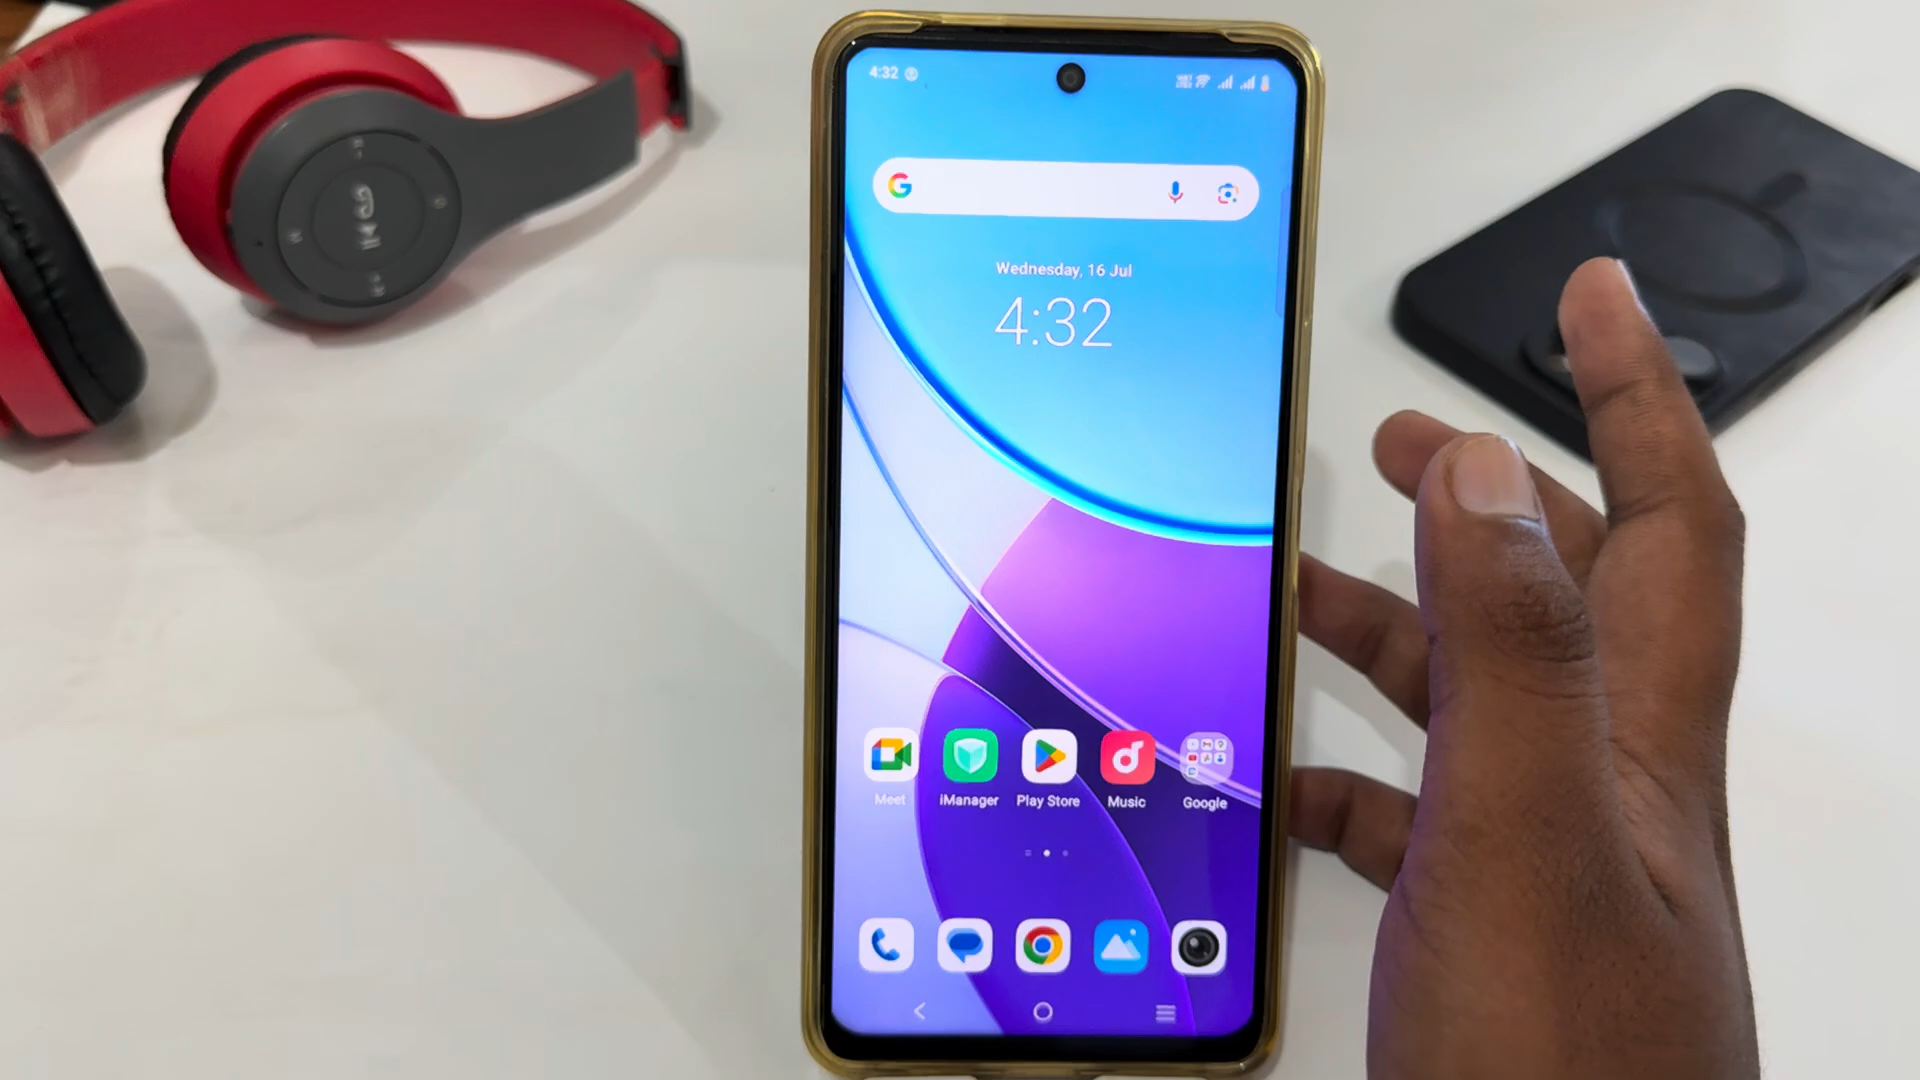 4:32
Wednesday, 16 Jul
4:32
Meet
iManager
Play Store
Music
Google